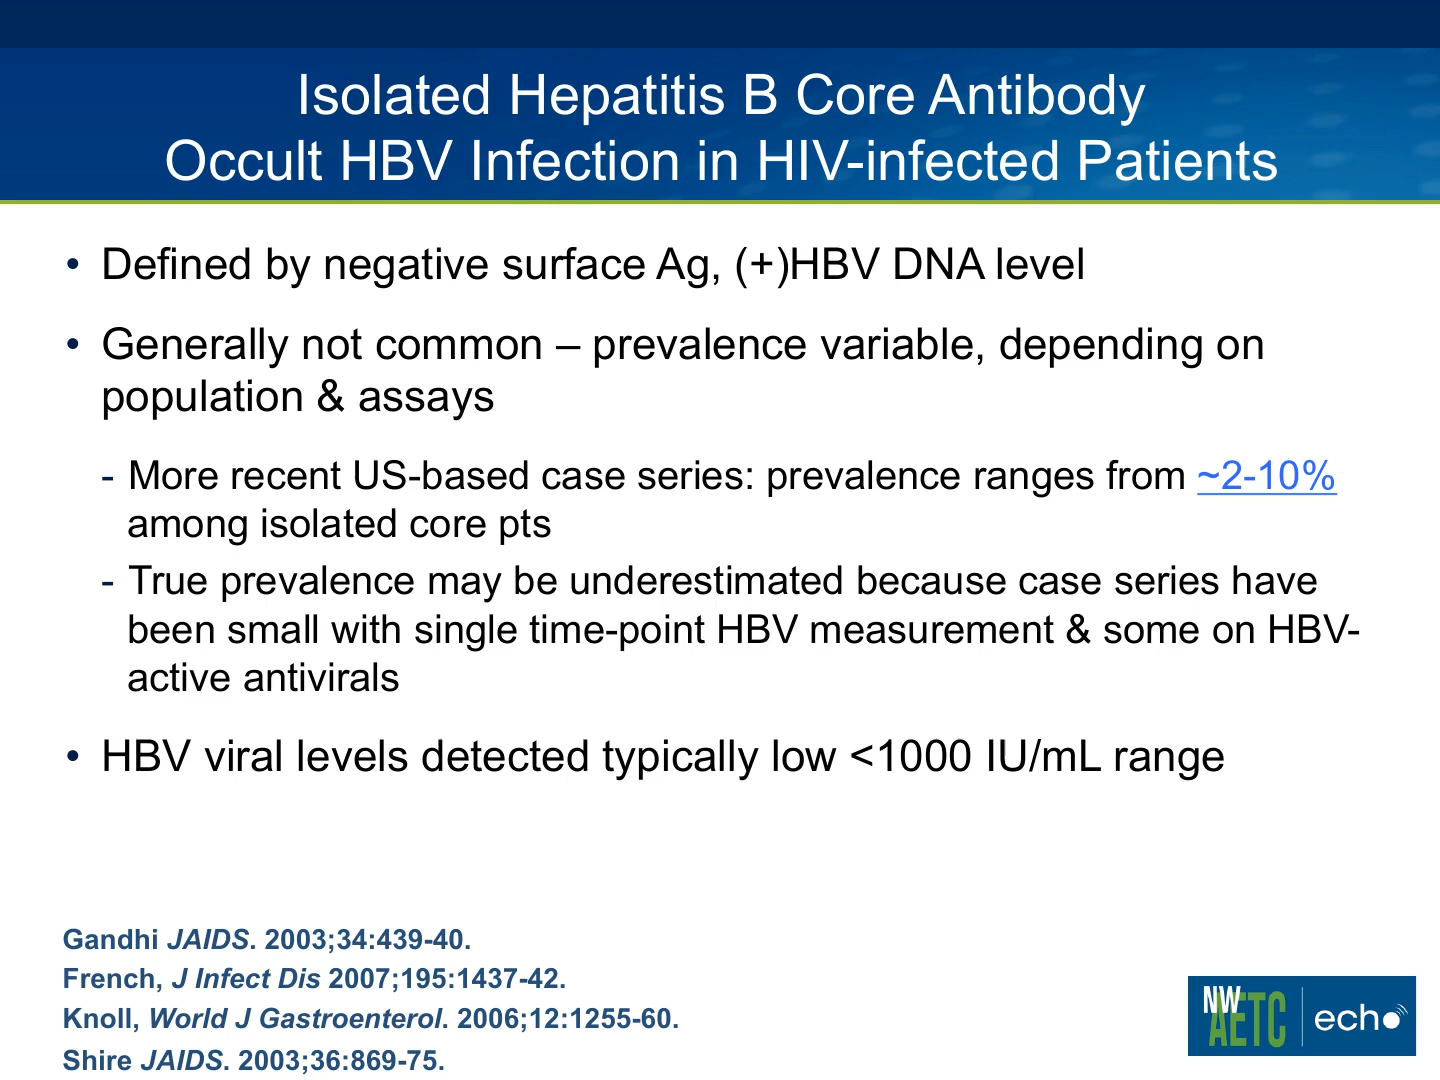 Isolated Hepatitis B Core Antibody
Occult HBV Infection in HIV-infected Patients
• Defined by negative surface Ag, (+)HBV DNA level
• Generally not common – prevalence variable, depending on
population & assays
- More recent US-based case series: prevalence ranges from ~2-10%
among isolated core pts
- True prevalence may be underestimated because case series have
been small with single time-point HBV measurement & some on HBV-
active antivirals
• HBV viral levels detected typically low <1000 IU/mL range
Gandhi JAIDS. 2003;34:439-40.
French, J Infect Dis 2007;195:1437-42.
Knoll, World J Gastroenterol. 2006;12:1255-60.
Shire JAIDS. 2003;36:869-75.
NW
AETC
echo